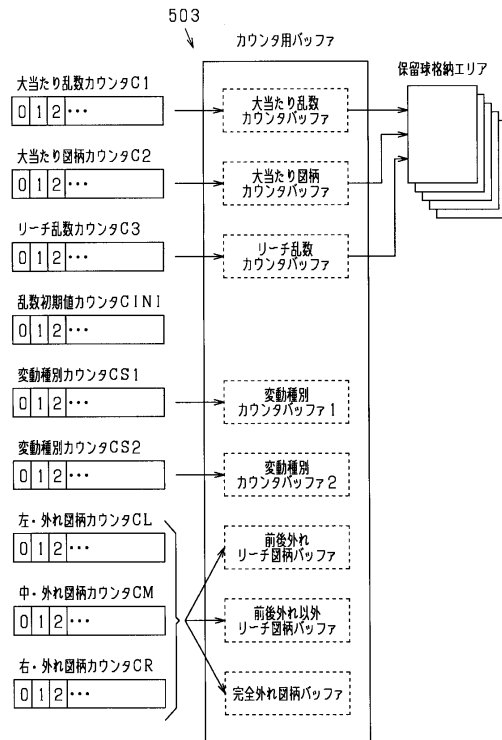 503
カウンタ用バッファ
保留球格納エリア
大当たり乱数カウンタC1
0 1 2 ･･･
大当たり乱数
カウンタバッファ
大当たり図柄カウンタC2
0 1 2 ･･･
大当たり図柄
カウンタバッファ
リーチ乱数カウンタC3
0 1 2 ･･･
リーチ乱数
カウンタバッファ
乱数初期値カウンタCINI
0 1 2 ･･･
変動種別カウンタCS1
0 1 2 ･･･
変動種別
カウンタバッファ1
変動種別カウンタCS2
0 1 2 ･･･
変動種別
カウンタバッファ2
左・外れ図柄カウンタCL
0 1 2 ･･･
前後外れ
リーチ図柄バッファ
中・外れ図柄カウンタCM
0 1 2 ･･･
前後外れ以外
リーチ図柄バッファ
右・外れ図柄カウンタCR
0 1 2 ･･･
完全外れ図柄バッファ